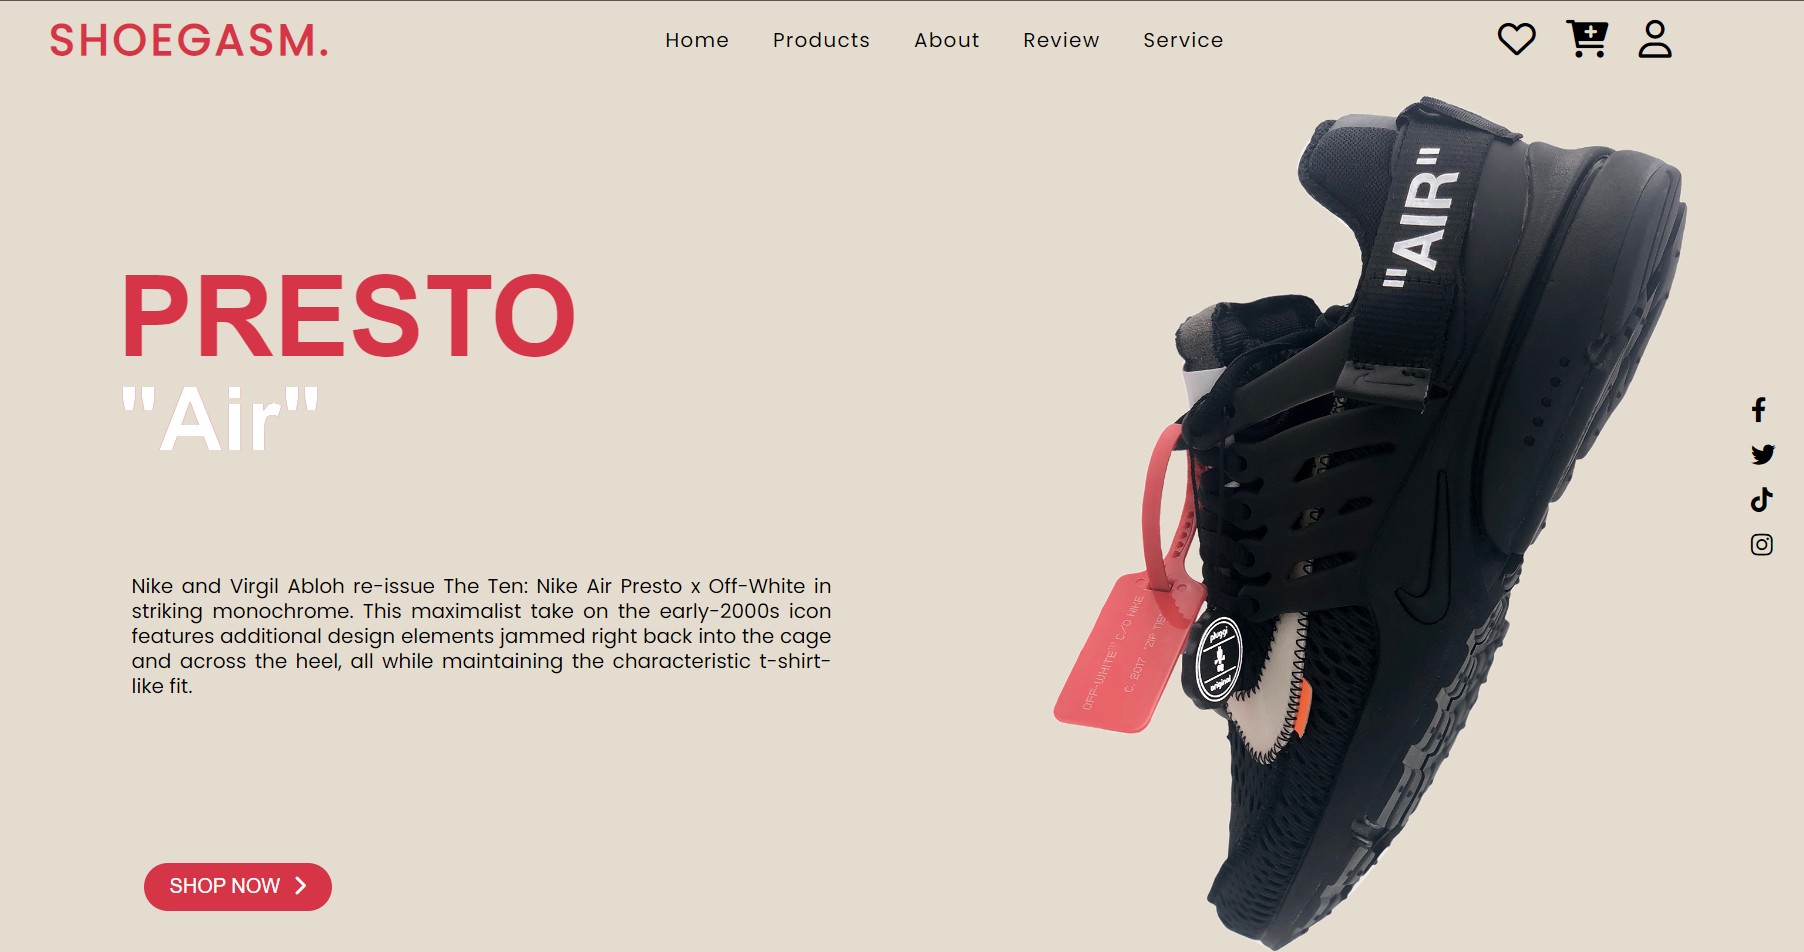 SHOEGASM.
Home Products About Review Service
"AIR"
PRESTO
"Air"
Nike and Virgil Abloh re-issue The Ten: Nike Air Presto x Off-White in
striking monochrome. This maximalist take on the early-2000s icon
features additional design elements jammed right back into the cage
and across the heel, all while maintaining the characteristic t-shirt-
like fit.
OFF-WHITE™ C/O NIKE
C. 2017 "ZIP TIE"
pluggi
original
SHOP NOW